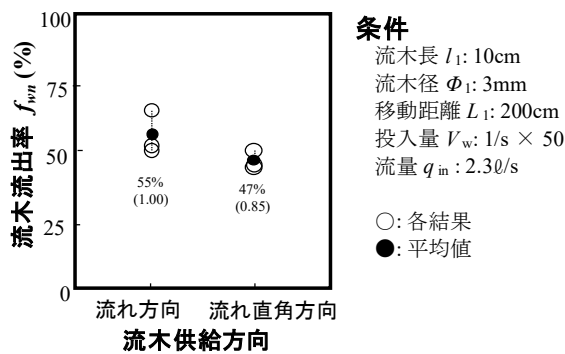 100
75
50
25
0
流木流出率 fwn (%)
55%
(1.00)
47%
(0.85)
流れ方向
流れ直角方向
流木供給方向
条件
流木長 l1: 10cm
流木径 Φ1: 3mm
移動距離 L1: 200cm
投入量 Vw: 1/s × 50
流量 q in : 2.3ℓ/s
○: 各結果
●: 平均値